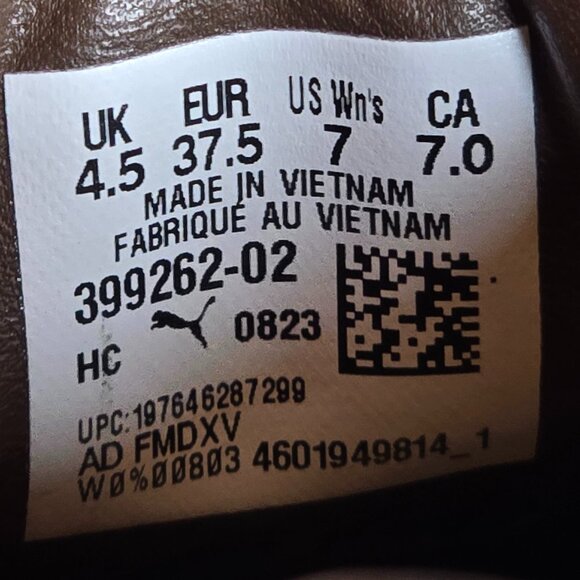 UK EUR US Wn's CA
4.5 37.5 7 7.0
MADE IN VIETNAM
FABRIQUÉ AU VIETNAM
399262-02
HC 0823
UPC:197646287299
AD FMDXV
W0%00803 4601949814_1